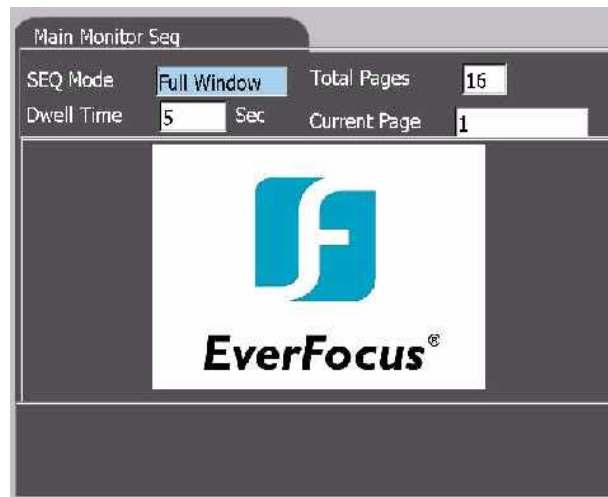 Main Monitor Seq
SEQ Mode Full Window Total Pages 16
Dwell Time 5 Sec Current Page 1
EverFocus®